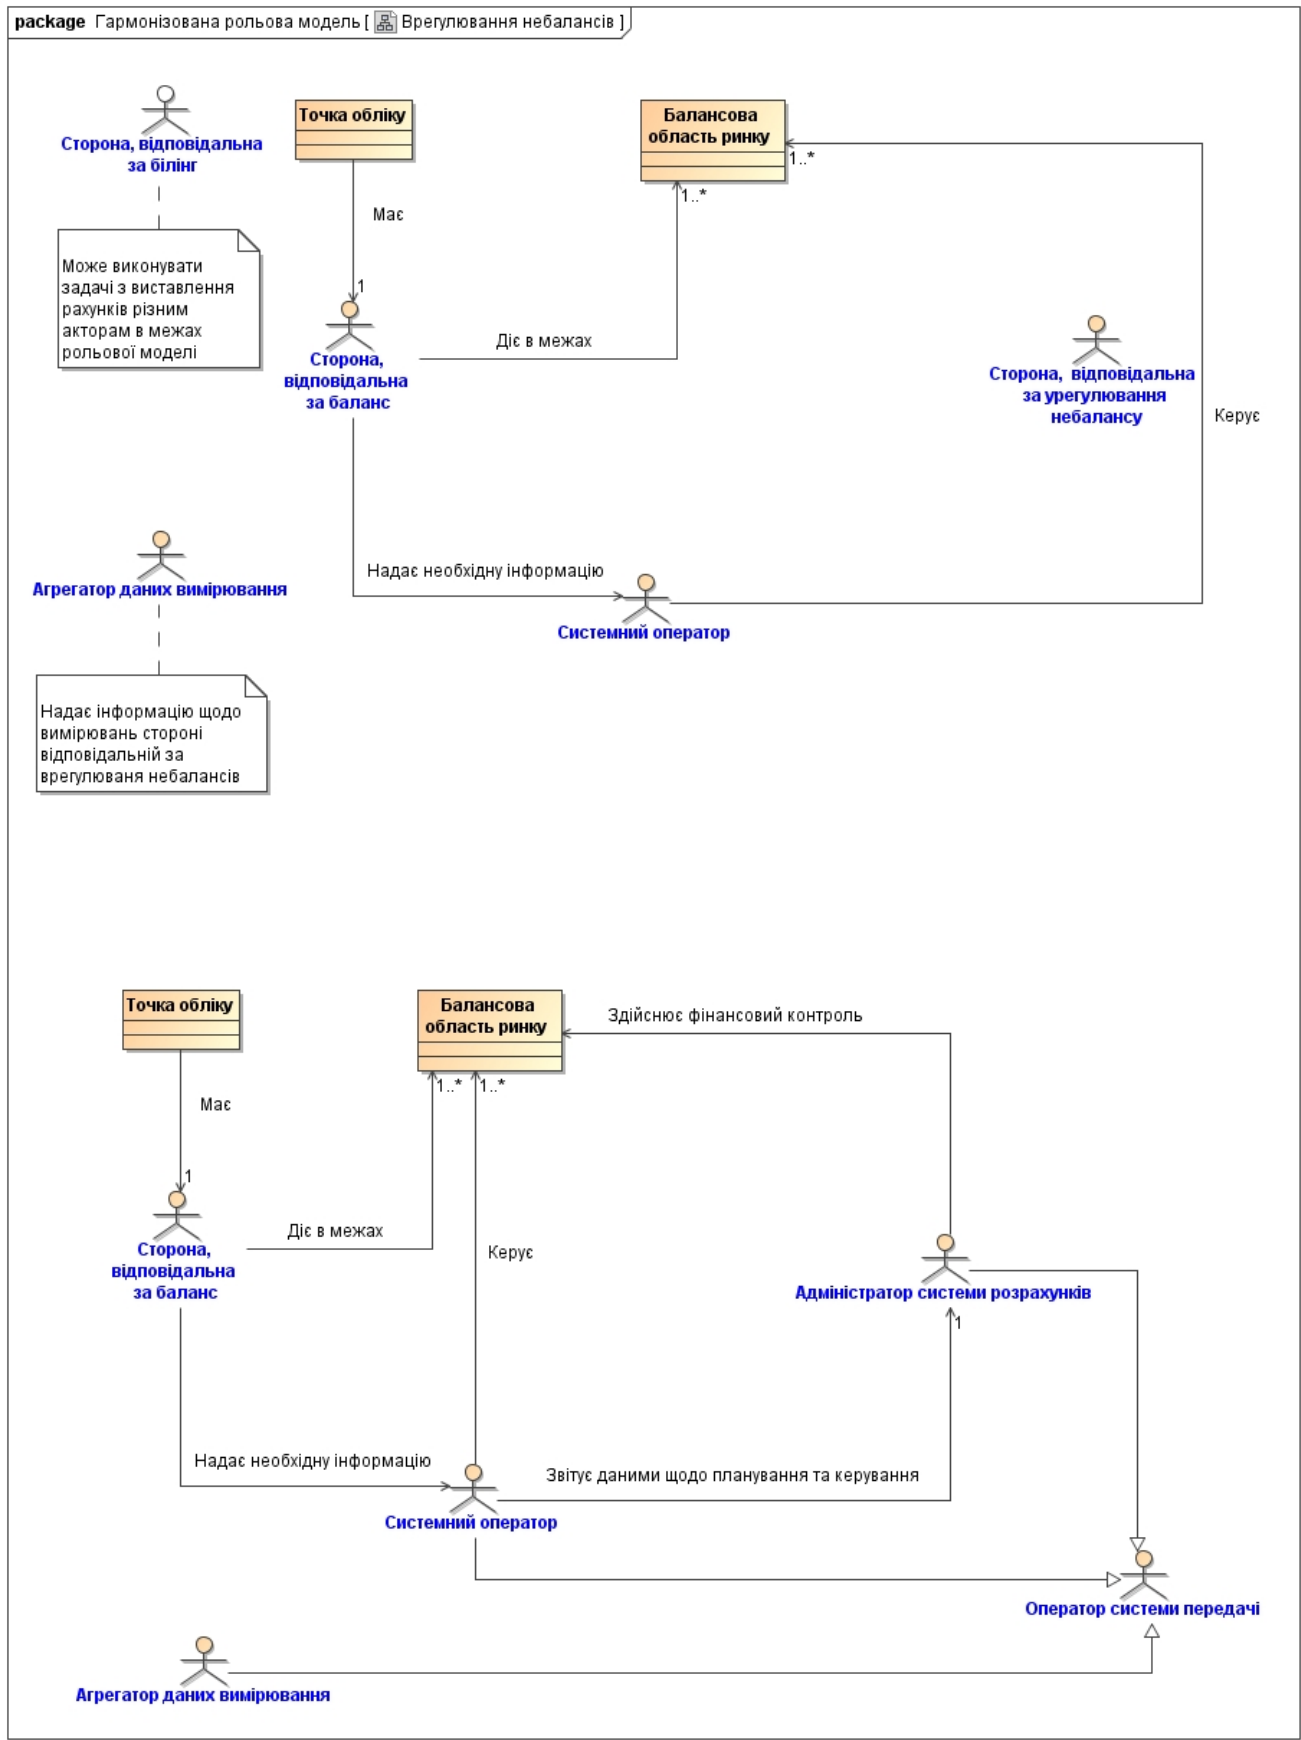 package Гармонізована рольова модель [ Врегулювання небалансів ]
Сторона, відповідальна
за білінг
Може виконувати
задачі з виставлення
рахунків різним
акторам в межах
рольової моделі
Точка обліку
Має
1
Балансова
область ринку
1..*
1..*
Сторона,
відповідальна
за баланс
Діє в межах
Сторона, відповідальна
за урегулювання
небалансу
Керує
Агрегатор даних вимірювання
Надає інформацію щодо
вимірювань стороні
відповідальній за
врегулюваня небалансів
Надає необхідну інформацію
Системний оператор
Точка обліку
Має
1
Балансова
область ринку
1..*
1..*
Здійснює фінансовий контроль
Сторона,
відповідальна
за баланс
Діє в межах
Керує
Адміністратор системи розрахунків
1
Надає необхідну інформацію
Звітує даними щодо планування та керування
Системний оператор
Оператор системи передачі
Агрегатор даних вимірювання